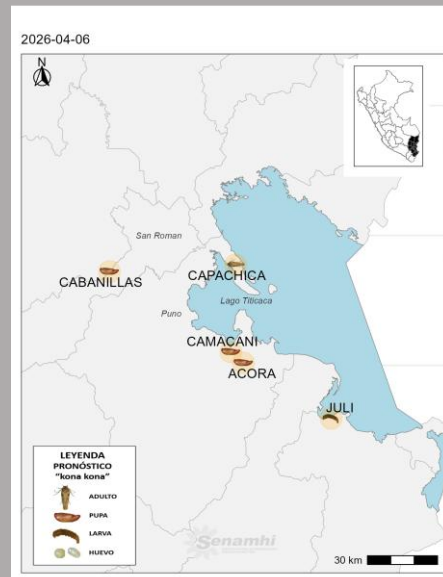 2026-04-06
N
San Roman
CABANILLAS
CAPACHICA
Lago Titicaca
Puno
CAMACANI
ACORA
JULI
LEYENDA
PRONÓSTICO
"kona kona"
ADULTO
PUPA
LARVA
HUEVO
Senamhi
30 km